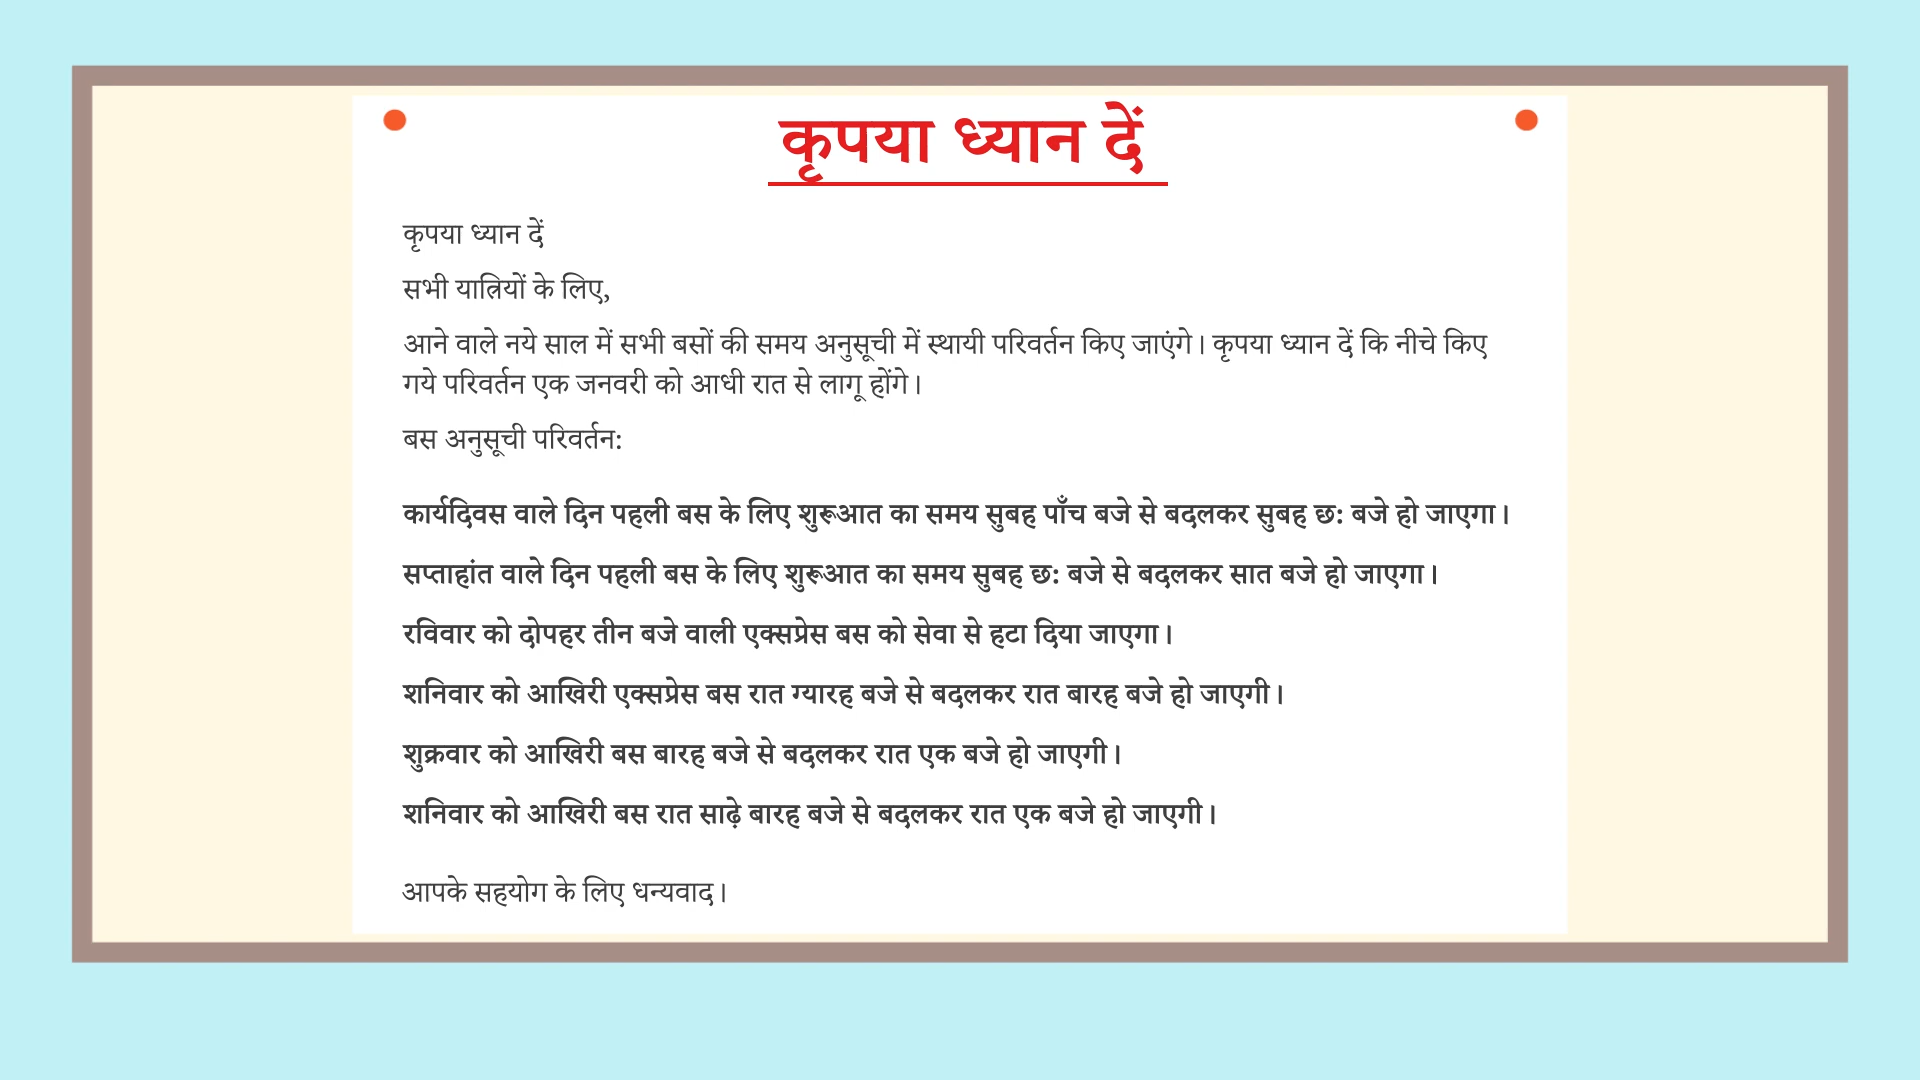 कृपया ध्यान दें
कृपया ध्यान दें
सभी यात्रियों के लिए,
आने वाले नये साल में सभी बसों की समय अनुसूची में स्थायी परिवर्तन किए जाएंगे। कृपया ध्यान दें कि नीचे किए
गये परिवर्तन एक जनवरी को आधी रात से लागू होंगे।
बस अनुसूची परिवर्तन:
कार्यदिवस वाले दिन पहली बस के लिए शुरूआत का समय सुबह पाँच बजे से बदलकर सुबह छ: बजे हो जाएगा।
सप्ताहांत वाले दिन पहली बस के लिए शुरूआत का समय सुबह छ: बजे से बदलकर सात बजे हो जाएगा।
रविवार को दोपहर तीन बजे वाली एक्सप्रेस बस को सेवा से हटा दिया जाएगा।
शनिवार को आखिरी एक्सप्रेस बस रात ग्यारह बजे से बदलकर रात बारह बजे हो जाएगी।
शुक्रवार को आखिरी बस बारह बजे से बदलकर रात एक बजे हो जाएगी।
शनिवार को आखिरी बस रात साढ़े बारह बजे से बदलकर रात एक बजे हो जाएगी।
आपके सहयोग के लिए धन्यवाद।